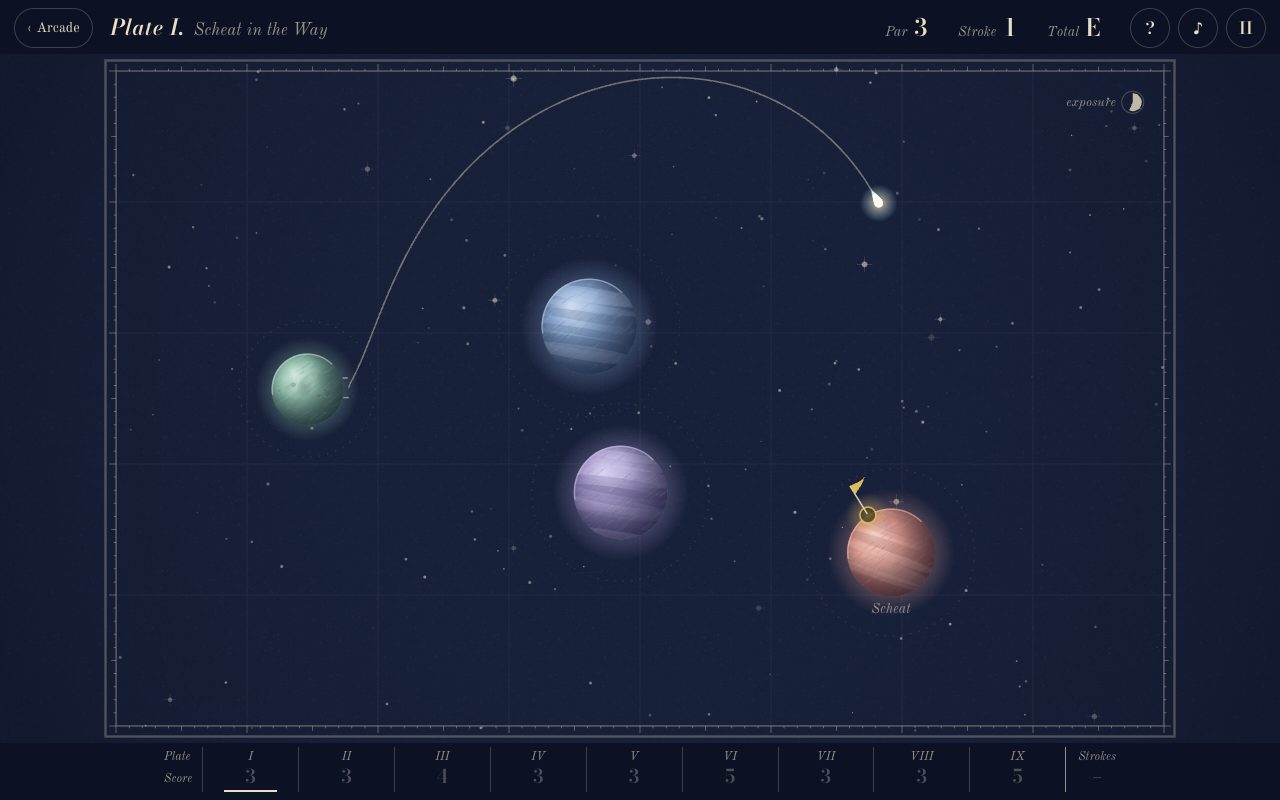 ‹ Arcade
Plate I. Scheat in the Way
Par 3 Stroke 1 Total E ? ♪ II
exposure
Scheat
Plate I II III IV V VI VII VIII IX Strokes
Score 3 3 4 3 3 5 3 3 5 –